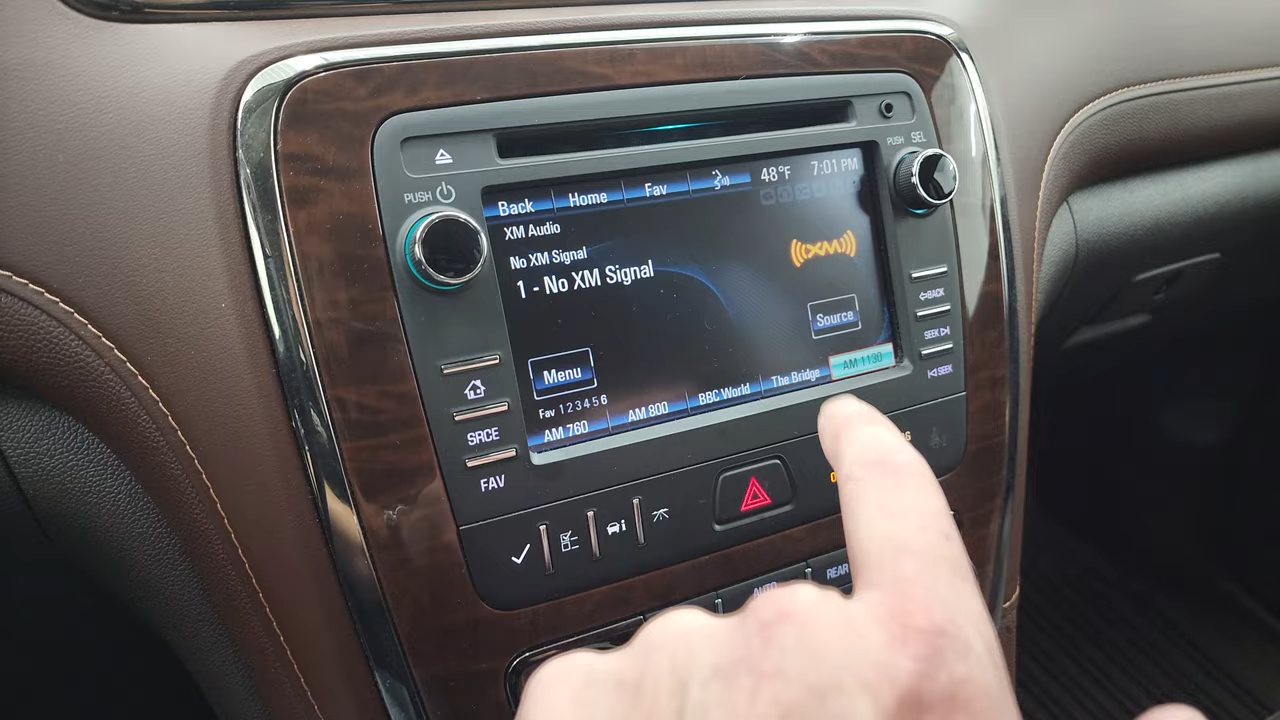 PUSH
PUSH SEL
Back Home Fav 48°F 7:01 PM
XM Audio
No XM Signal
1 - No XM Signal
XM
Source
Menu
Fav 1 2 3 4 5 6
AM 760 AM 800 BBC World The Bridge AM 1130
BACK
SEEK
SEEK
SRCE
FAV
AUTO
REAR